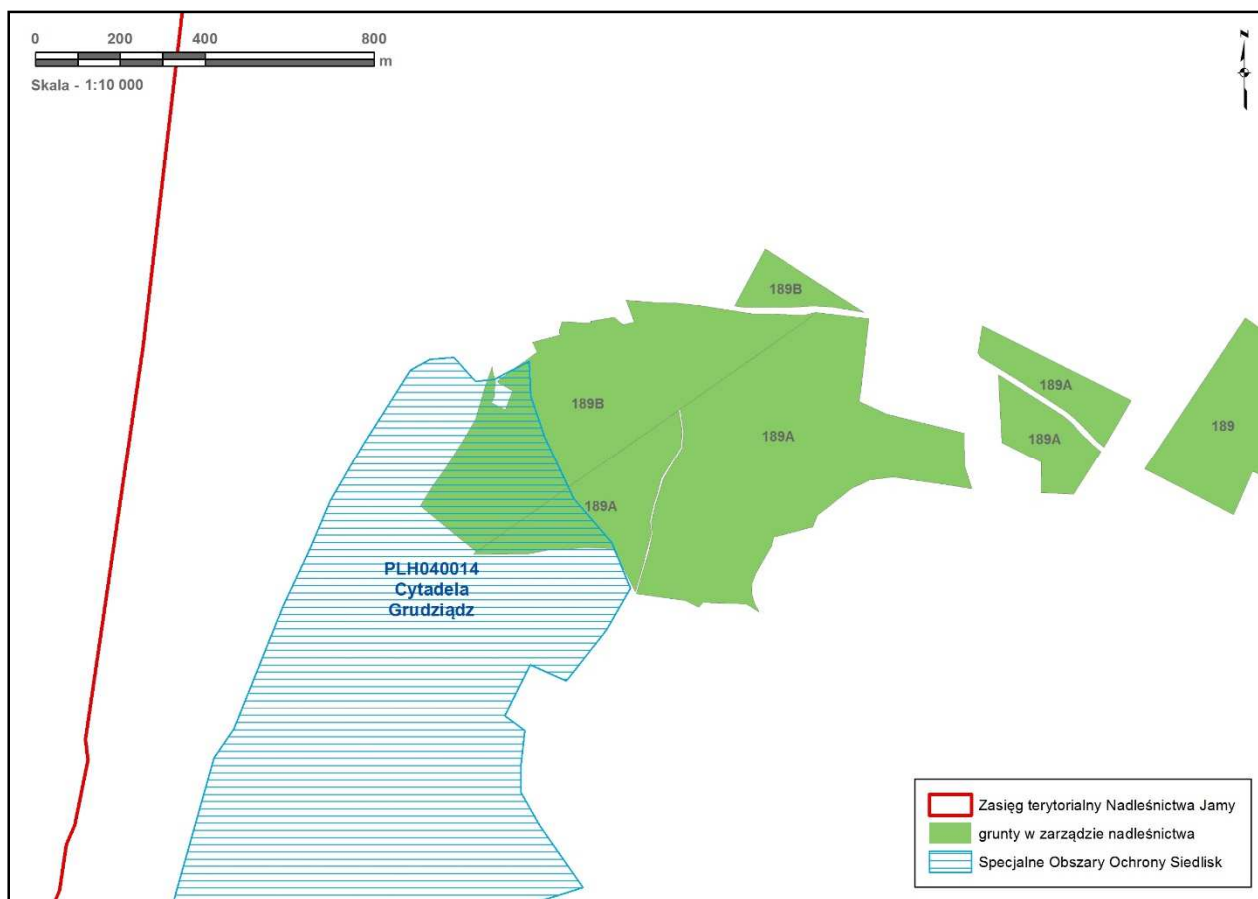 0 200 400 800
m
Skala - 1:10 000
N
189B
189A
189B
189A
189
189A
189A
PLH040014
Cytadela
Grudziądz
Zasięg terytorialny Nadleśnictwa Jamy
grunty w zarządzie nadleśnictwa
Specjalne Obszary Ochrony Siedlisk